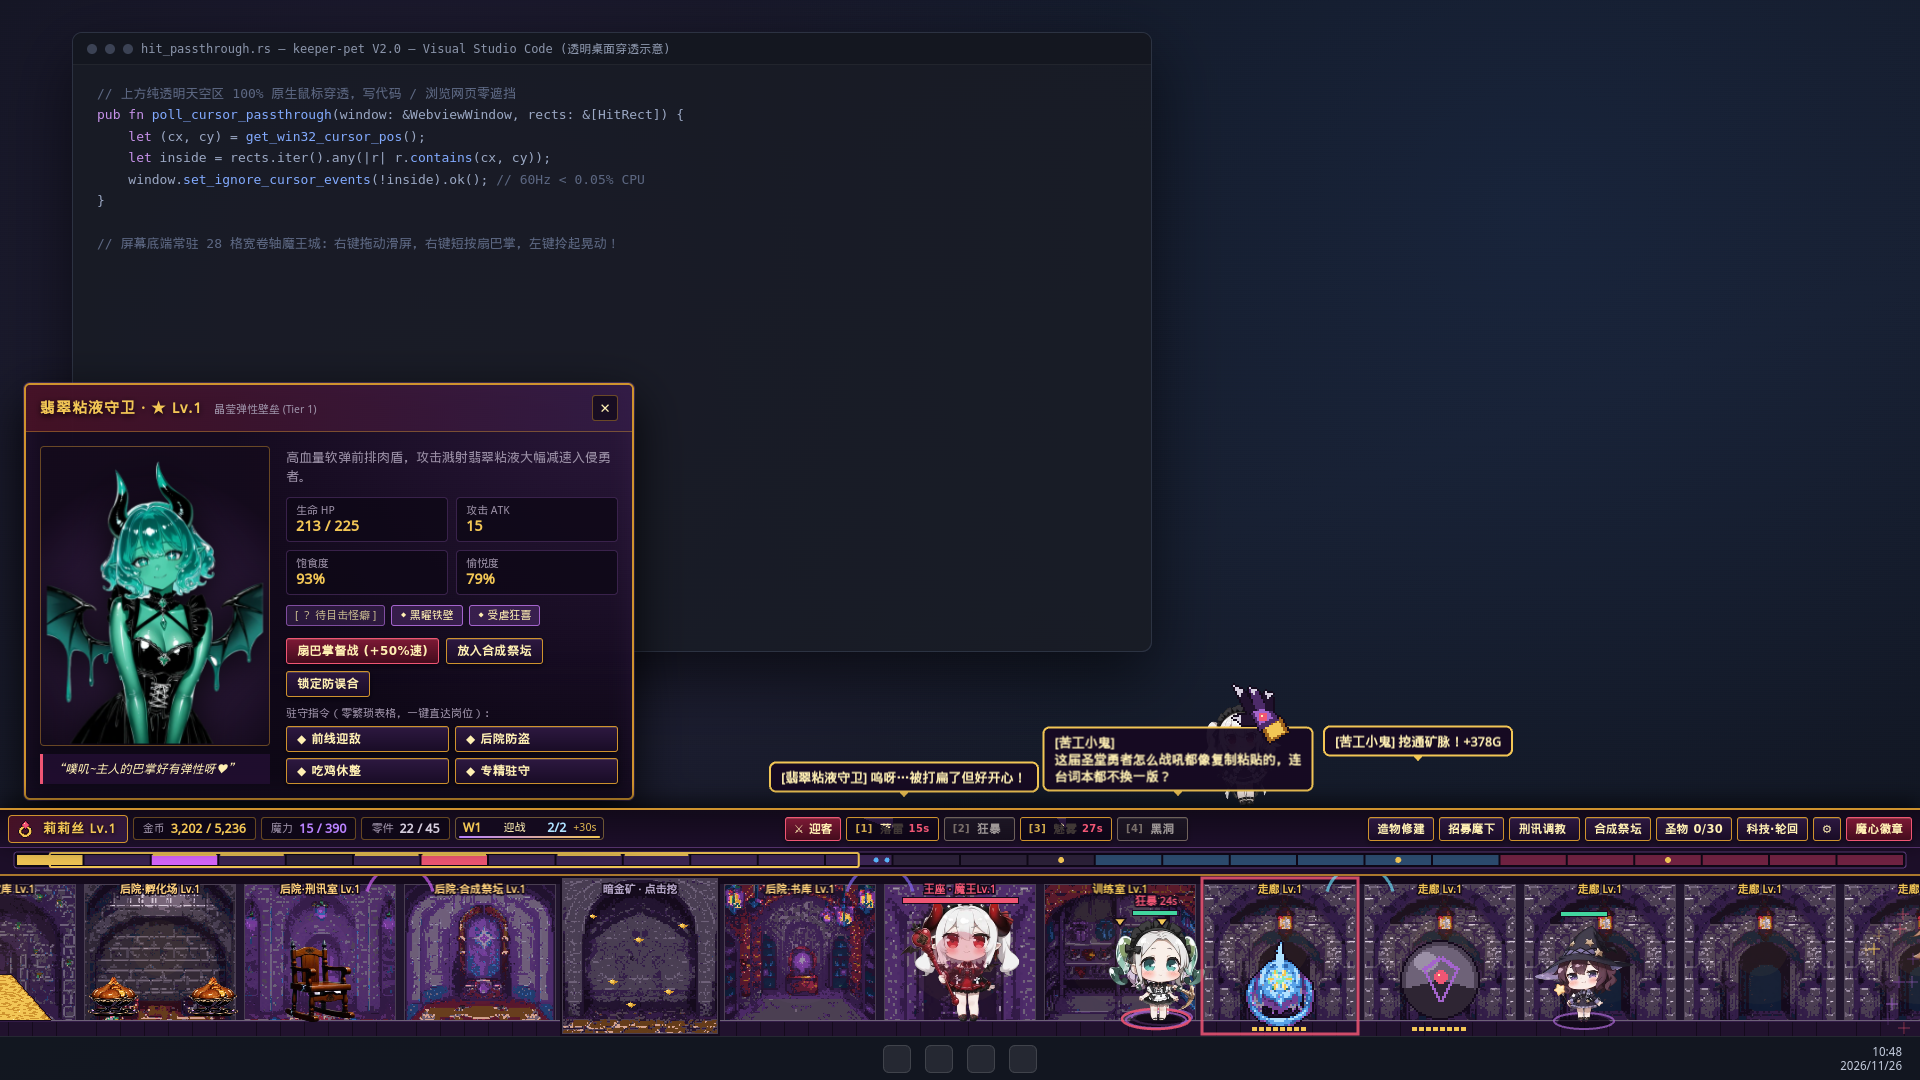 hit_passthrough.rs — keeper-pet V2.0 — Visual Studio Code (透明桌面穿透示意)
// 上方纯透明天空区 100% 原生鼠标穿透, 写代码 / 浏览网页零遮挡
pub fn poll_cursor_passthrough(window: &WebviewWindow, rects: &[HitRect]) {
let (cx, cy) = get_win32_cursor_pos();
let inside = rects.iter().any(|r| r.contains(cx, cy));
window.set_ignore_cursor_events(!inside).ok(); // 60Hz < 0.05% CPU
}
// 屏幕底端常驻 28 格宽卷轴魔王城: 右键拖动滑屏, 右键短按扇巴掌, 左键拎起晃动!
翡翠粘液守卫 · ★ Lv.1 晶莹弹性壁垒 (Tier 1)
✕
高血量软弹前排肉盾，攻击溅射翡翠粘液大幅减速入侵勇
者。
生命 HP
213 / 225
攻击 ATK
15
饱食度
93%
愉悦度
79%
[ ? 待目击怪癖 ]
◆ 黑曜铁壁
◆ 受虐狂喜
扇巴掌督战 (+50%速)
放入合成祭坛
锁定防误合
驻守指令 ( 零繁琐表格，一键直达岗位 ) :
◆ 前线迎敌
◆ 后院防盗
◆ 吃鸡休整
◆ 专精驻守
“噗叽~主人的巴掌好有弹性呀♥”
[翡翠粘液守卫] 呜呀…被打扁了但好开心！
[苦工小鬼]
这届圣堂勇者怎么战吼都像复制粘贴的，连
台词本都不换一版？
[苦工小鬼] 挖通矿脉！+378G
莉莉丝 Lv.1
金币 3,202 / 5,236
魔力 15 / 390
零件 22 / 45
W1 迎战 2/2 +30s
⚔ 迎客
[1] 15s
[2] 狂暴
[3] 27s
[4] 黑洞
造物修建
招募魔下
刑讯调教
合成祭坛
圣物 0/30
科技·轮回
⚙
魔心徽章
库 Lv.1
后院·孵化场 Lv.1
后院·刑讯室 Lv.1
后院·合成祭坛 Lv.1
暗金矿 · 点击挖
后院·书库 Lv.1
王座 · 魔王Lv.1
训练室 Lv.1
狂暴 24s
走廊 Lv.1
走廊 Lv.1
走廊 Lv.1
走廊 Lv.1
走廊
10:48
2026/11/26